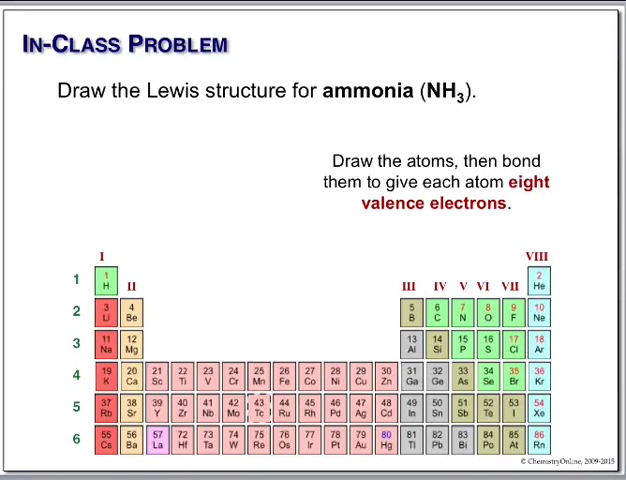 IN-CLASS PROBLEM
Draw the Lewis structure for ammonia (NH3).
Draw the atoms, then bond
them to give each atom eight
valence electrons.
I VIII
1 1 2
H He
II III IV V VI VII
2 3 4 5 6 7 8 9 10
Li Be B C N O F Ne
3 11 12 13 14 15 16 17 18
Na Mg Al Si P S Cl Ar
4 19 20 21 22 23 24 25 26 27 28 29 30 31 32 33 34 35 36
K Ca Sc Ti V Cr Mn Fe Co Ni Cu Zn Ga Ge As Se Br Kr
5 37 38 39 40 41 42 43 44 45 46 47 48 49 50 51 52 53 54
Rb Sr Y Zr Nb Mo Tc Ru Rh Pd Ag Cd In Sn Sb Te I Xe
6 55 56 57 72 73 74 75 76 77 78 79 80 81 82 83 84 85 86
Cs Ba La Hf Ta W Re Os Ir Pt Au Hg Tl Pb Bi Po At Rn
© ChemistryOnline, 2009-2015